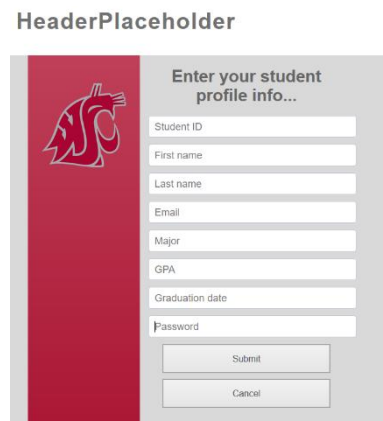 HeaderPlaceholder
Enter your student
profile info...
Student ID
First name
Last name
Email
Major
GPA
Graduation date
Password
Submit
Cancel